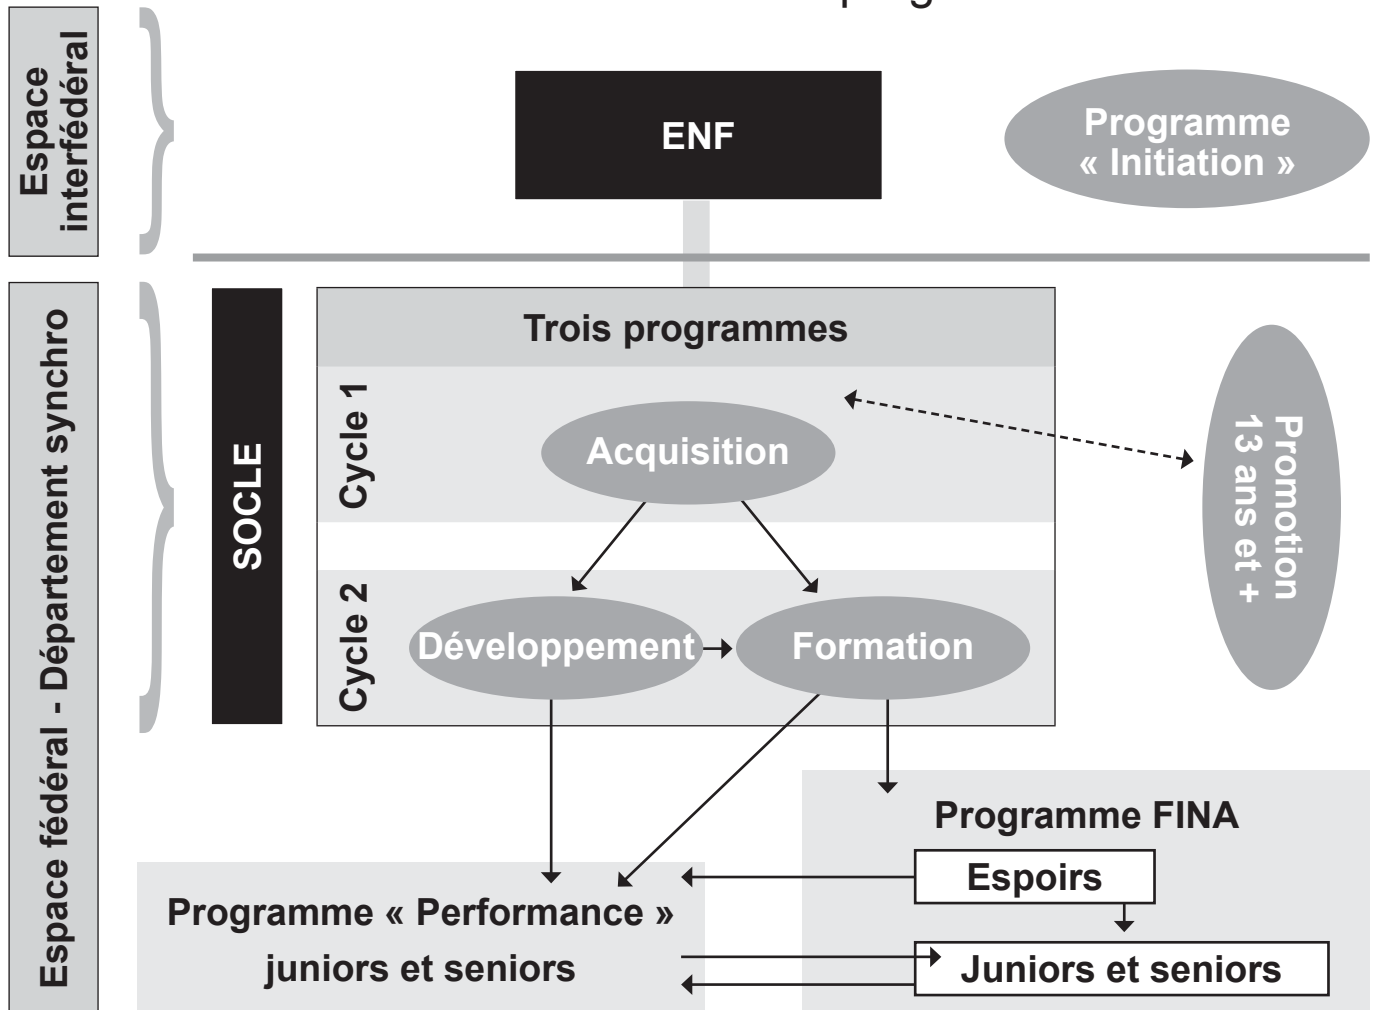 Espace
interfédéral
ENF
Programme
« Initiation »
Espace fédéral - Département synchro
SOCLE
Trois programmes
Cycle 1
Acquisition
Promotion
13 ans et +
Cycle 2
Développement
Formation
Programme FINA
Espoirs
Programme « Performance »
juniors et seniors
Juniors et seniors